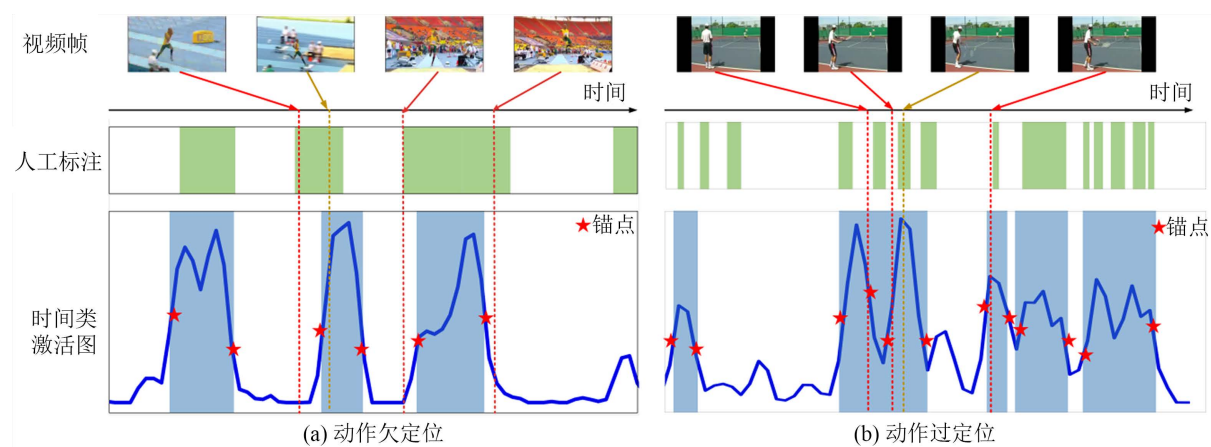 视频帧
时间
时间
人工标注
★锚点
★锚点
时间类
激活图
(a) 动作欠定位
(b) 动作过定位